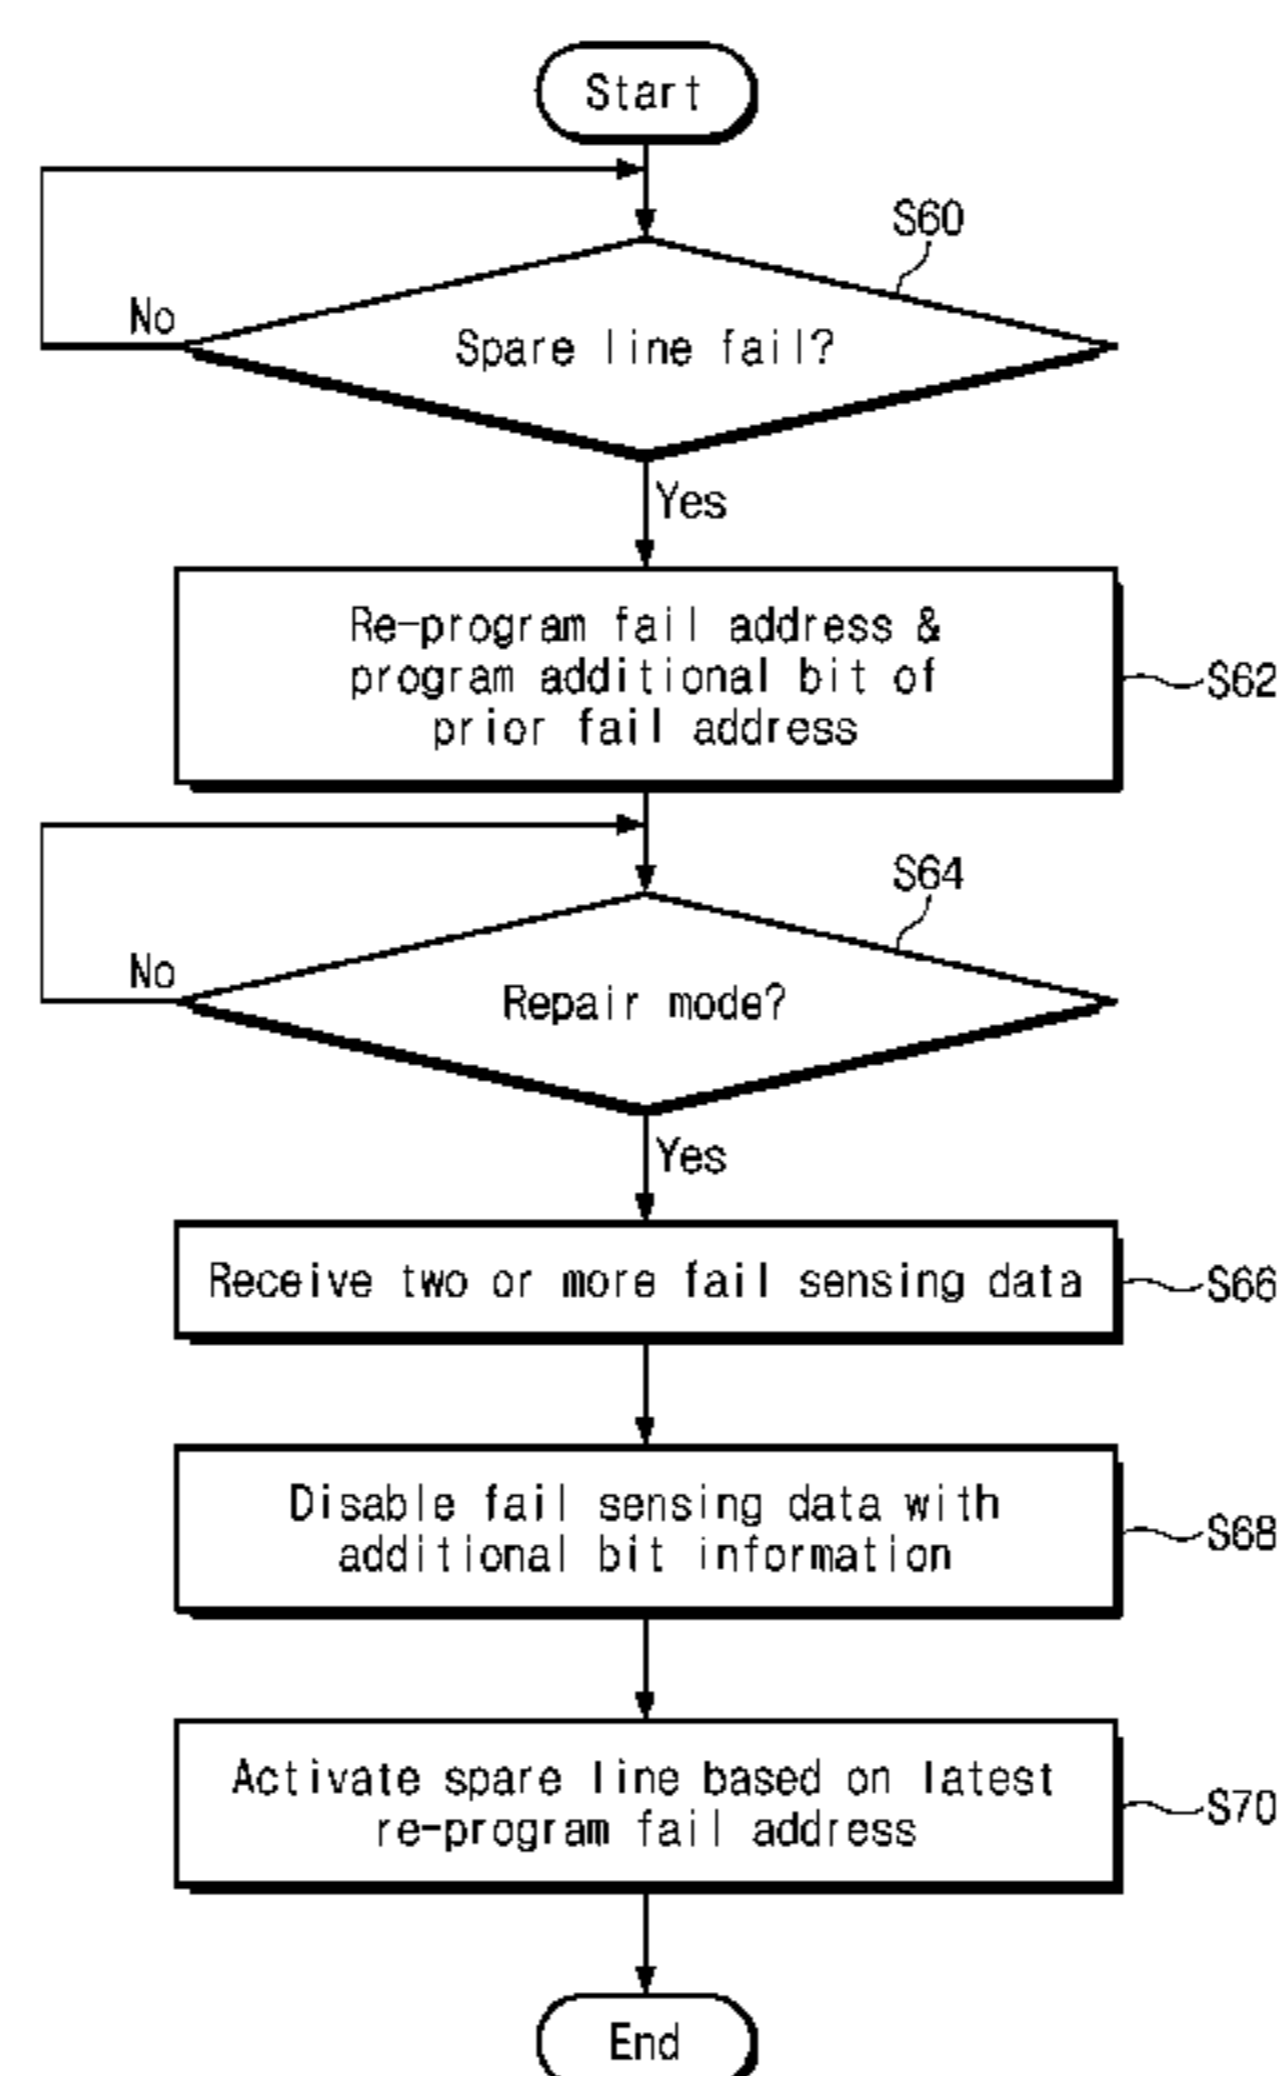 Start
S60
No
Spare line fail?
Yes
Re-program fail address &
program additional bit of
prior fail address
S62
S64
No
Repair mode?
Yes
Receive two or more fail sensing data
S66
Disable fail sensing data with
additional bit information
S68
Activate spare line based on latest
re-program fail address
S70
End